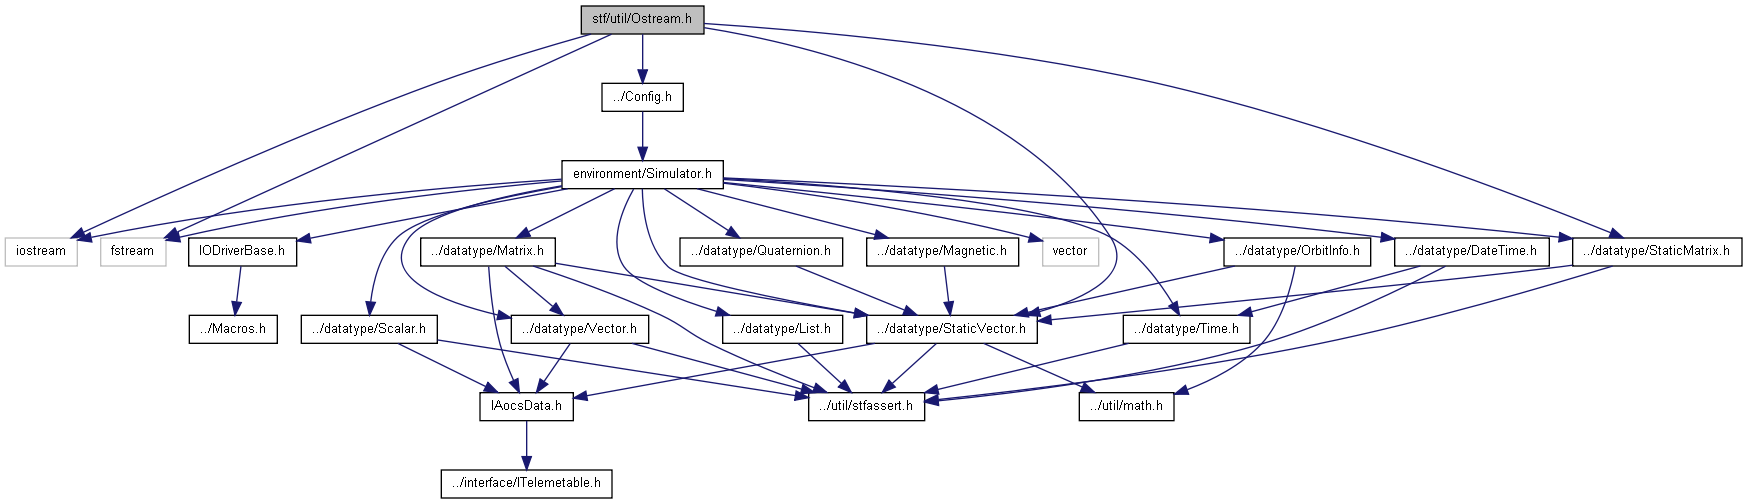 stf/util/Ostream.h
../Config.h
environment/Simulator.h
iostream
fstream
IODriverBase.h
../datatype/Matrix.h
../datatype/Quaternion.h
../datatype/Magnetic.h
vector
../datatype/OrbitInfo.h
../datatype/DateTime.h
../datatype/StaticMatrix.h
../Macros.h
../datatype/Scalar.h
../datatype/Vector.h
../datatype/List.h
../datatype/StaticVector.h
../datatype/Time.h
IAocsData.h
../util/stfassert.h
../util/math.h
../interface/ITelemetable.h